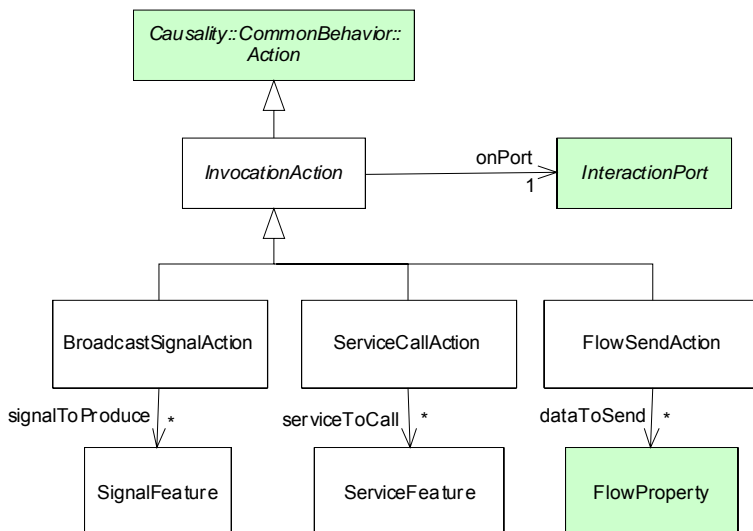 Causality::CommonBehavior::
Action
InvocationAction
onPort
1
InteractionPort
BroadcastSignalAction
ServiceCallAction
FlowSendAction
signalToProduce
*
serviceToCall
*
dataToSend
*
SignalFeature
ServiceFeature
FlowProperty